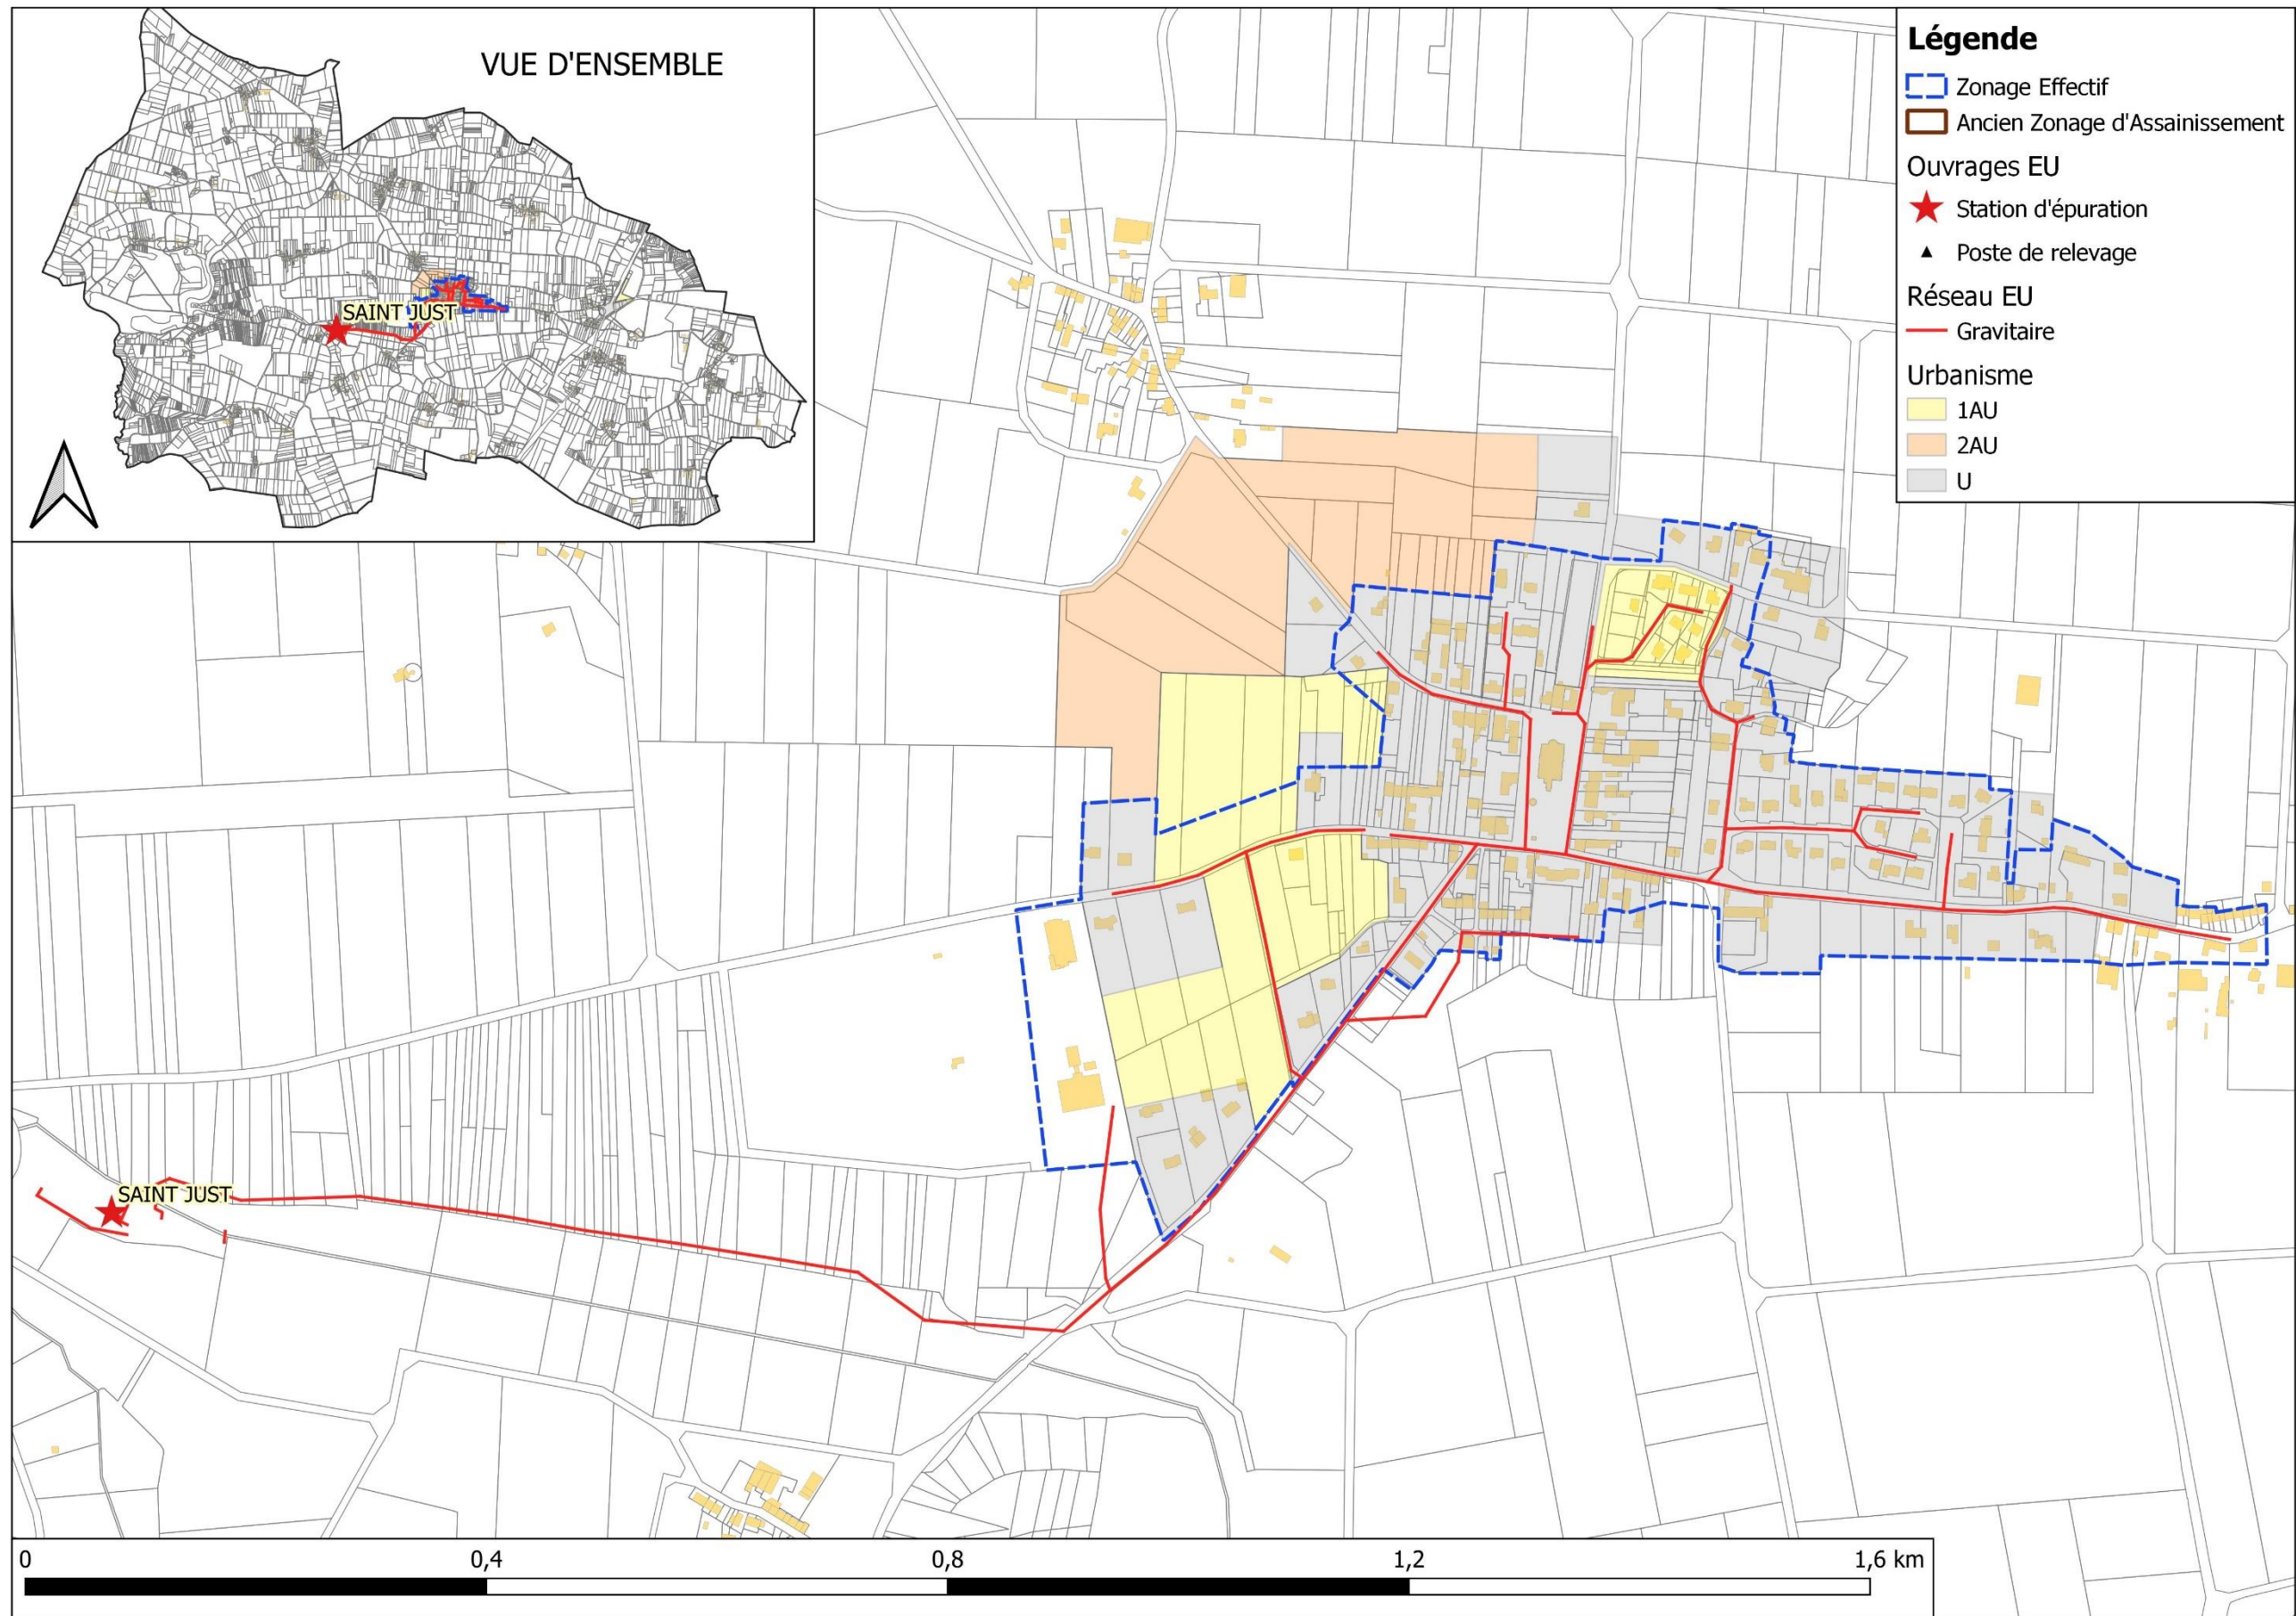 VUE D'ENSEMBLE
SAINT JUST
Légende
Zonage Effectif
Ancien Zonage d'Assainissement
Ouvrages EU
Station d'épuration
Poste de relevage
Réseau EU
Gravitaire
Urbanisme
1AU
2AU
U
SAINT JUST
0 0,4 0,8 1,2 1,6 km